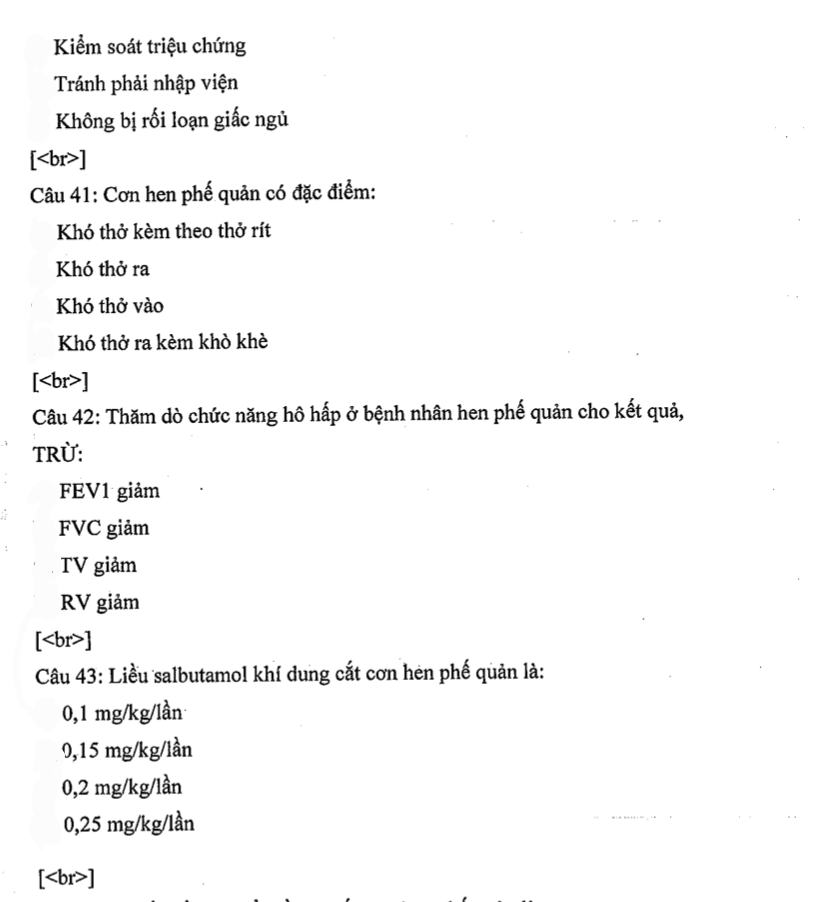 Kiểm soát triệu chứng
Tránh phải nhập viện
Không bị rối loạn giấc ngủ
[<br>]
Câu 41: Cơn hen phế quản có đặc điểm:
Khó thở kèm theo thở rít
Khó thở ra
Khó thở vào
Khó thở ra kèm khò khè
[<br>]
Câu 42: Thăm dò chức năng hô hấp ở bệnh nhân hen phế quản cho kết quả,
TRỪ:
FEV1 giảm
FVC giảm
TV giảm
RV giảm
[<br>]
Câu 43: Liều salbutamol khí dung cắt cơn hen phế quản là:
0,1 mg/kg/lần
0,15 mg/kg/lần
0,2 mg/kg/lần
0,25 mg/kg/lần
[<br>]